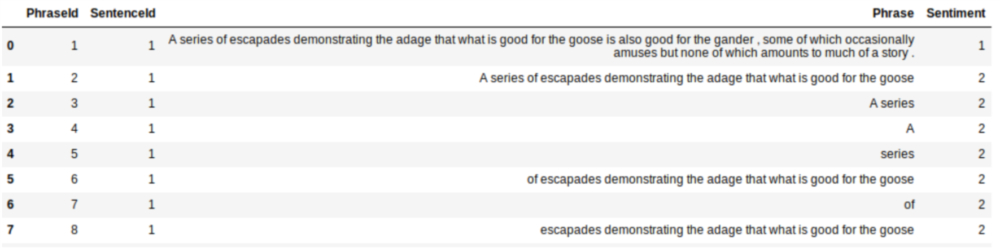 PhraseId SentenceId Phrase Sentiment
0 1 1 A series of escapades demonstrating the adage that what is good for the goose is also good for the gander , some of which occasionally 1
amuses but none of which amounts to much of a story .
1 2 1 A series of escapades demonstrating the adage that what is good for the goose 2
2 3 1 A series 2
3 4 1 A 2
4 5 1 series 2
5 6 1 of escapades demonstrating the adage that what is good for the goose 2
6 7 1 of 2
7 8 1 escapades demonstrating the adage that what is good for the goose 2